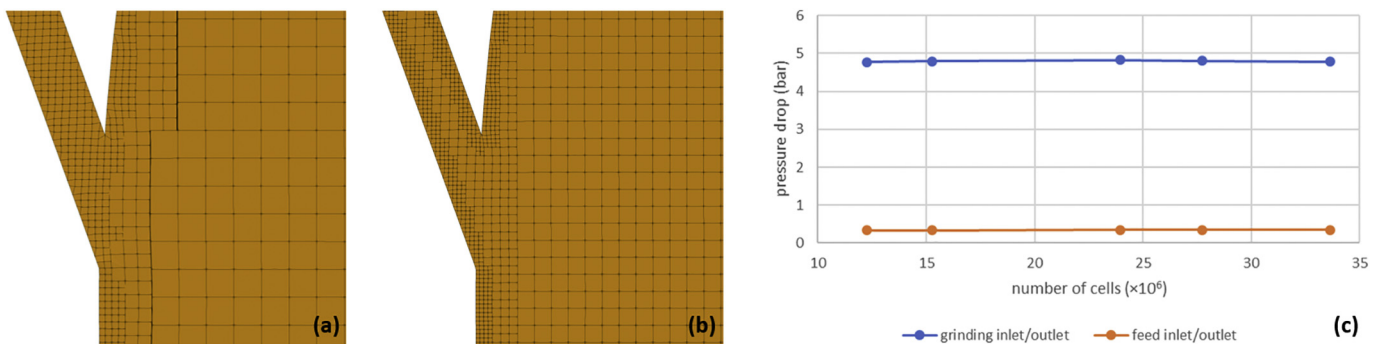 (a)
(b)
6
5
4
3
2
1
0
pressure drop (bar)
10 15 20 25 30 35
number of cells (×10⁶)
grinding inlet/outlet feed inlet/outlet
(c)